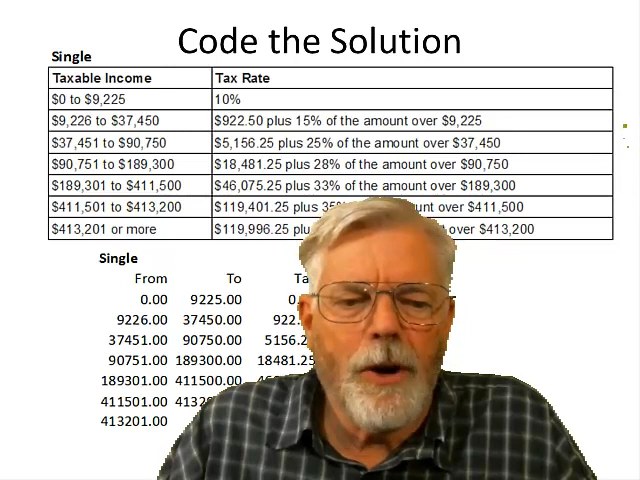 Code the Solution
Single
Taxable Income Tax Rate
$0 to $9,225 10%
$9,226 to $37,450 $922.50 plus 15% of the amount over $9,225
$37,451 to $90,750 $5,156.25 plus 25% of the amount over $37,450
$90,751 to $189,300 $18,481.25 plus 28% of the amount over $90,750
$189,301 to $411,500 $46,075.25 plus 33% of the amount over $189,300
$411,501 to $413,200 $119,401.25 plus over $411,500
$413,201 or more $119,996.25 over $413,200
Single
From To
0.00 9225.00
9226.00 37450.00
37451.00 90750.00
90751.00 189300.00
189301.00 411500.00
411501.00
413201.00